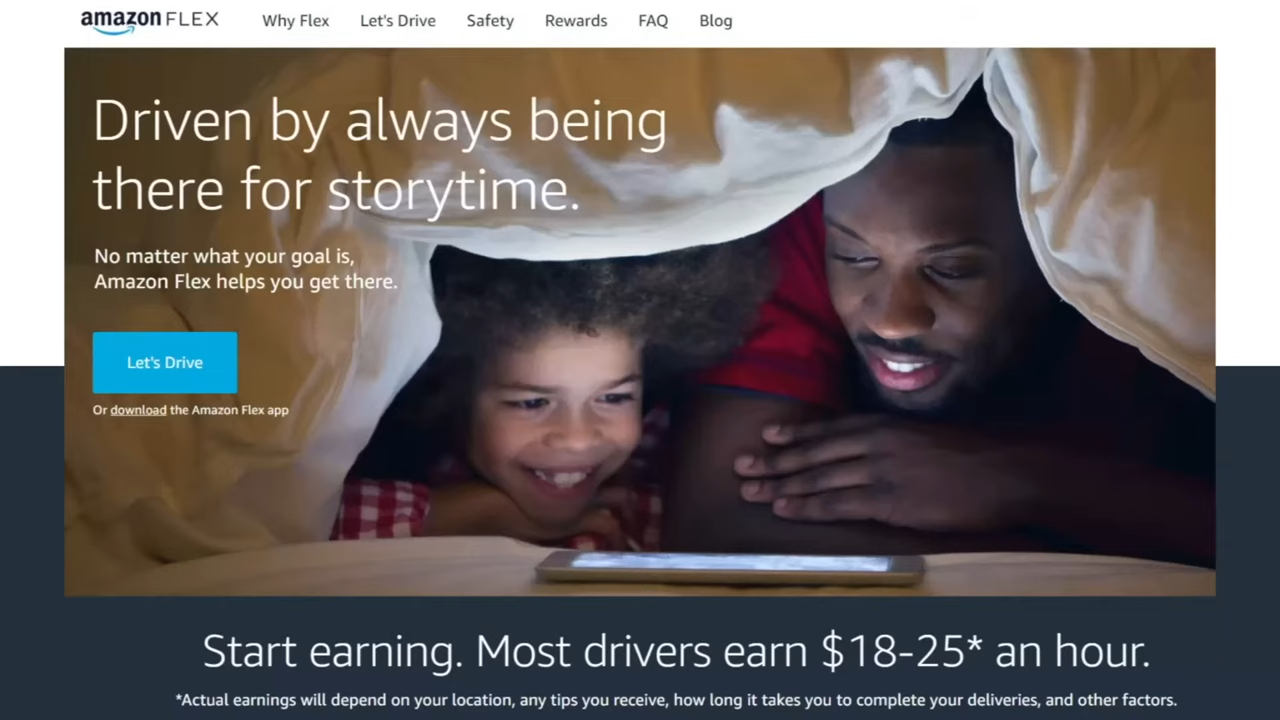 amazon FLEX Why Flex Let's Drive Safety Rewards FAQ Blog
Driven by always being
there for storytime.
No matter what your goal is,
Amazon Flex helps you get there.
Let's Drive
Or download the Amazon Flex app
Start earning. Most drivers earn $18-25* an hour.
*Actual earnings will depend on your location, any tips you receive, how long it takes you to complete your deliveries, and other factors.